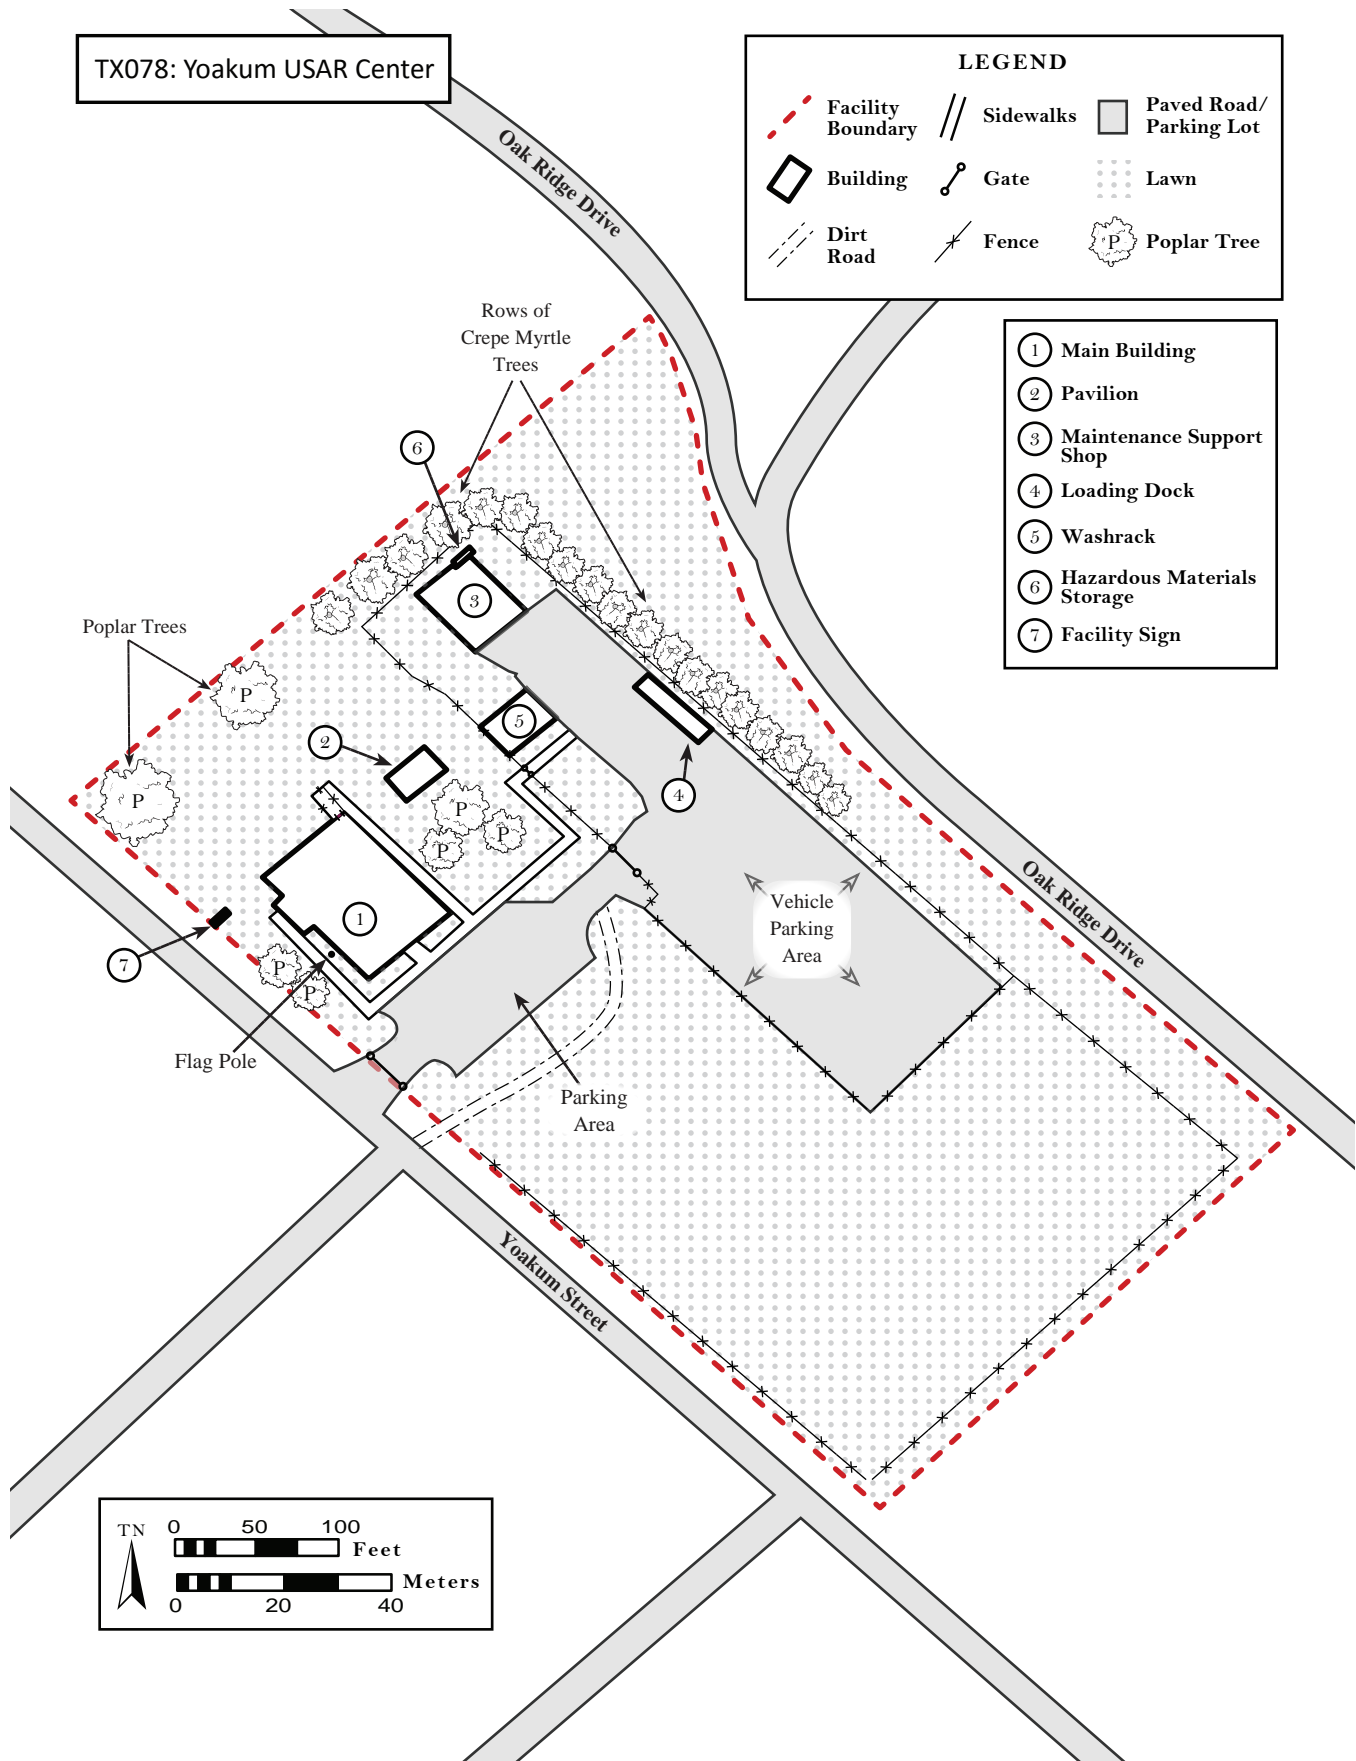 TX078: Yoakum USAR Center
LEGEND
Facility
Boundary
Sidewalks
Paved Road/
Parking Lot
Building
Gate
Lawn
Dirt
Road
Fence
P
Poplar Tree
Oak Ridge Drive
Rows of
Crepe Myrtle
Trees
1 Main Building
2 Pavilion
3 Maintenance Support
Shop
4 Loading Dock
5 Washrack
6 Hazardous Materials
Storage
7 Facility Sign
6
3
Poplar Trees
P
5
2
4
P
P
P
P
Oak Ridge Drive
Vehicle
Parking
Area
1
7
P
P
Flag Pole
Parking
Area
Yoakum Street
TN
0 50 100
Feet
Meters
0 20 40